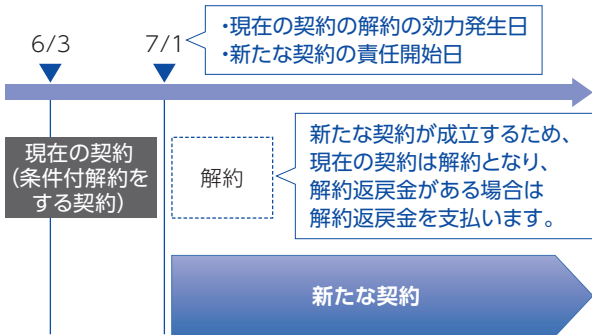 6/3
7/1
・現在の契約の解約の効力発生日
・新たな契約の責任開始日
現在の契約
(条件付解約を
する契約)
解約
新たな契約が成立するため、
現在の契約は解約となり、
解約返戻金がある場合は
解約返戻金を支払います。
新たな契約